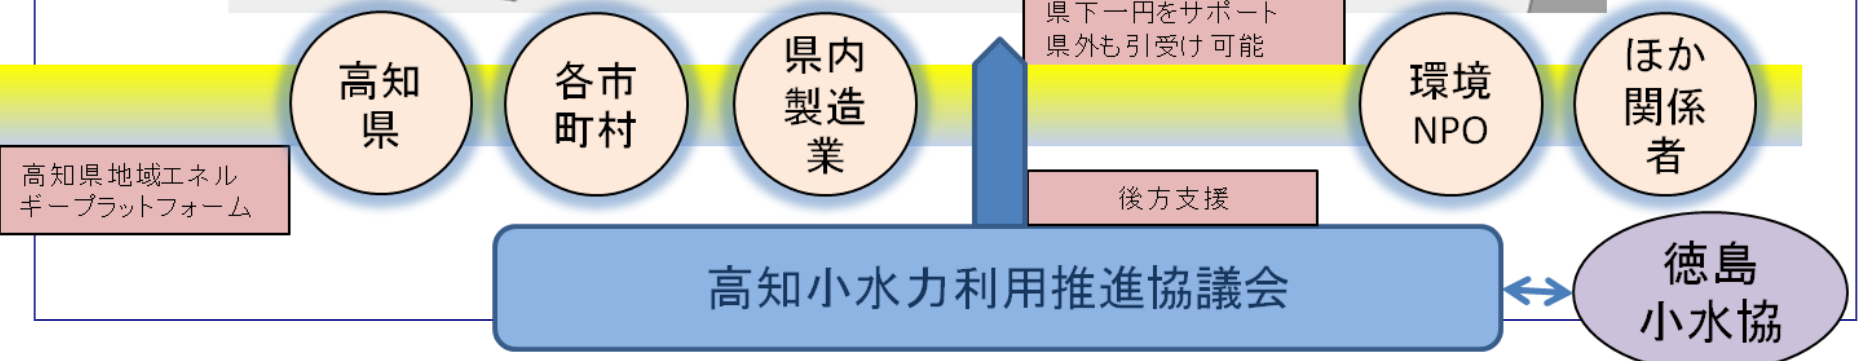 県下一円をサポート
県外も引受け可能
高知
県
各市
町村
県内
製造
業
環境
NPO
ほか
関係
者
高知県地域エネル
ギープラットフォーム
後方支援
高知小水力利用推進協議会
徳島
小水協